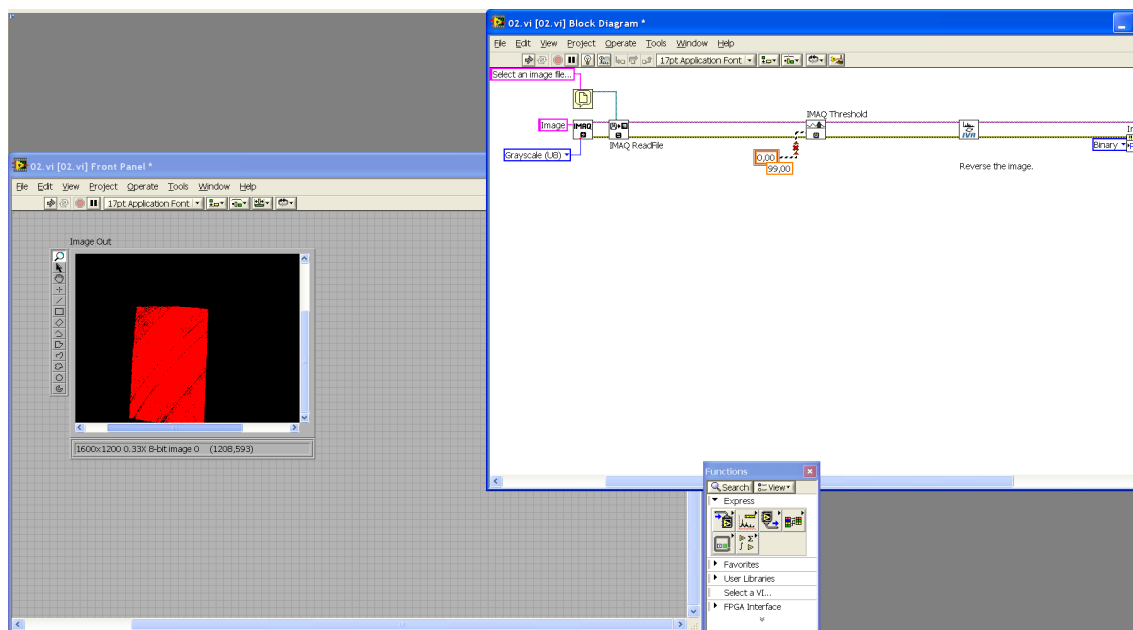 02.vi [02.vi] Block Diagram *
File Edit View Project Operate Tools Window Help
17pt Application Font
Select an image file...
Image
IMAQ
Grayscale (U8)
IMAQ ReadFile
IMAQ Threshold
0,00
99,00
IVA
Reverse the image.
Binary
02.vi [02.vi] Front Panel *
File Edit View Project Operate Tools Window Help
17pt Application Font
Image Out
1600x1200 0.33X 8-bit image 0 (1208,593)
Functions
Search View
Express
Favorites
User Libraries
Select a VI...
FPGA Interface